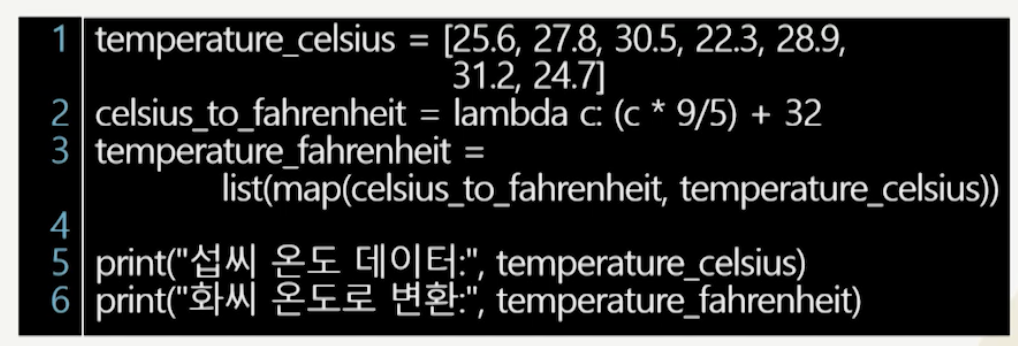 1 temperature_celsius = [25.6, 27.8, 30.5, 22.3, 28.9,
31.2, 24.7]
2 celsius_to_fahrenheit = lambda c: (c * 9/5) + 32
3 temperature_fahrenheit =
list(map(celsius_to_fahrenheit, temperature_celsius))
4
5 print("섭씨 온도 데이터:", temperature_celsius)
6 print("화씨 온도로 변환:", temperature_fahrenheit)